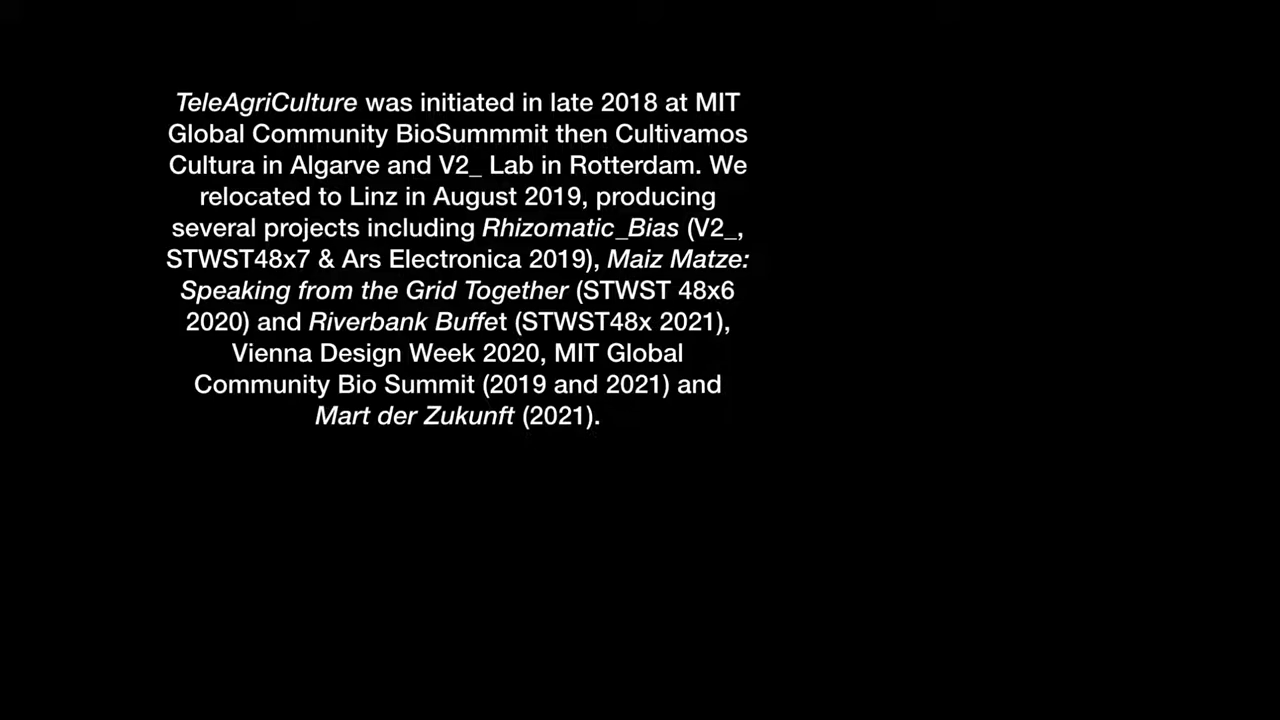 TeleAgriCulture was initiated in late 2018 at MIT
Global Community BioSummmit then Cultivamos
Cultura in Algarve and V2_ Lab in Rotterdam. We
relocated to Linz in August 2019, producing
several projects including Rhizomatic_Bias (V2_,
STWST48x7 & Ars Electronica 2019), Maiz Matze:
Speaking from the Grid Together (STWST 48x6
2020) and Riverbank Buffet (STWST48x 2021),
Vienna Design Week 2020, MIT Global
Community Bio Summit (2019 and 2021) and
Mart der Zukunft (2021).